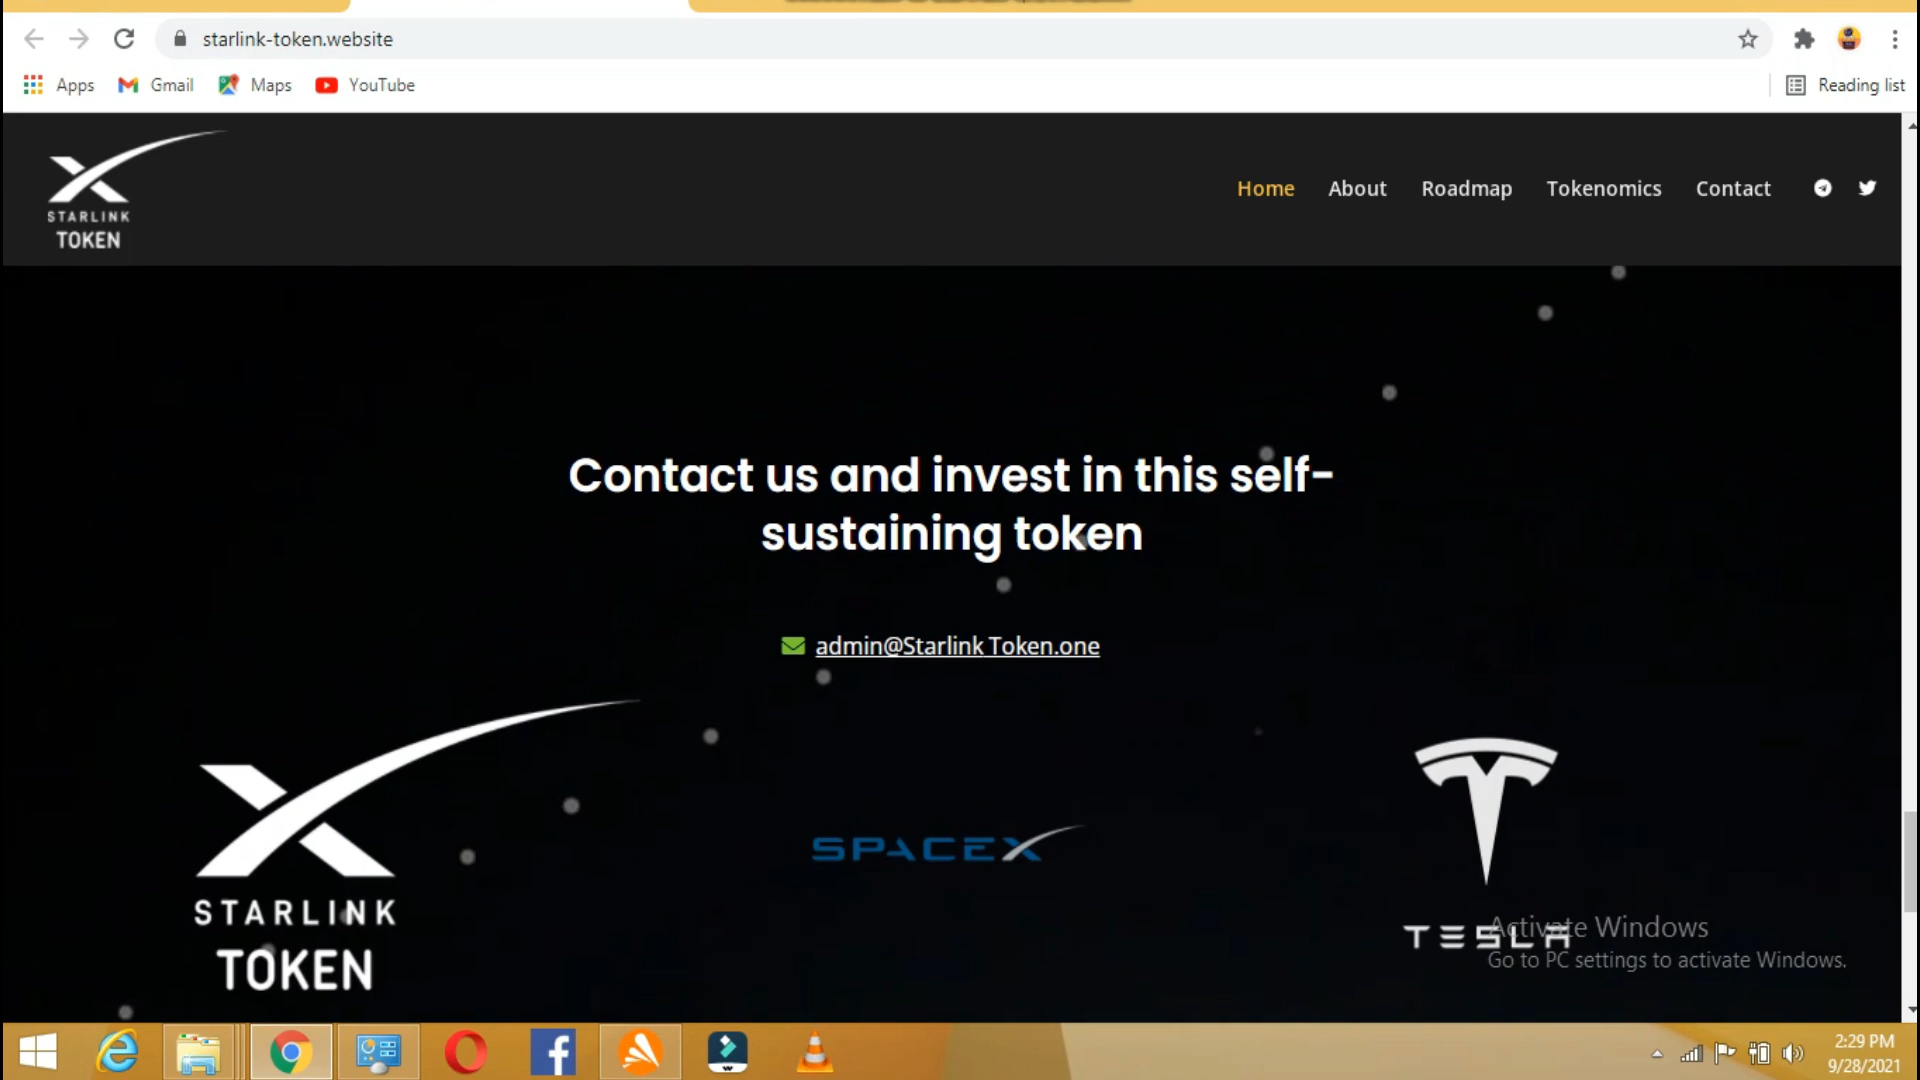 starlink-token.website
Apps Gmail Maps YouTube Reading list
STARLINK
TOKEN
Home About Roadmap Tokenomics Contact
Contact us and invest in this self-
sustaining token
admin@Starlink Token.one
SPACEX
STARLINK
TOKEN
TESLA
Activate Windows
Go to PC settings to activate Windows.
2:29 PM
9/28/2021